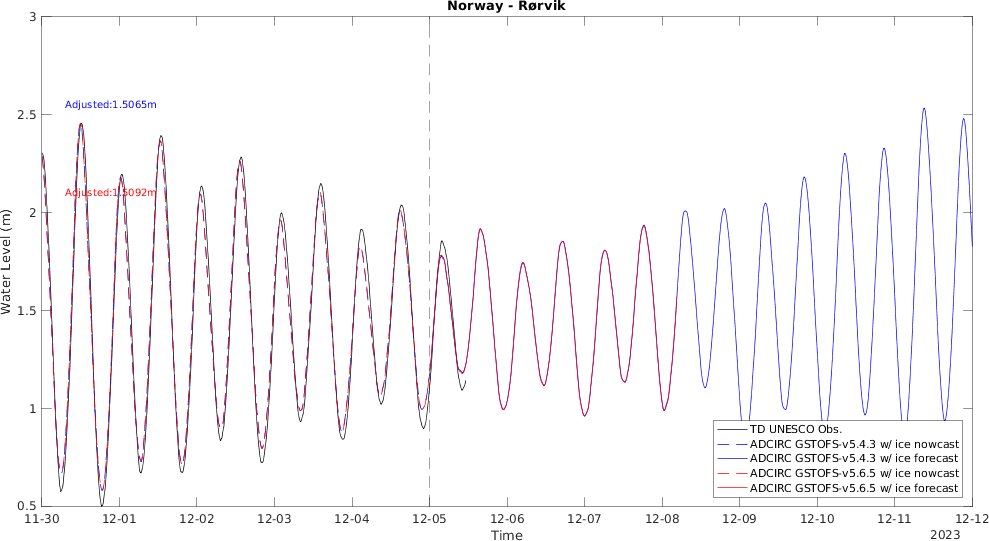 Norway - Rørvik
3
2.5
2
1.5
1
0.5
Water Level (m)
Adjusted:1.5065m
Adjusted:1.5092m
11-30
12-01
12-02
12-03
12-04
12-05
12-06
12-07
12-08
12-09
12-10
12-11
12-12
Time
2023
TD UNESCO Obs.
ADCIRC GSTOFS-v5.4.3 w/ ice nowcast
ADCIRC GSTOFS-v5.4.3 w/ ice forecast
ADCIRC GSTOFS-v5.6.5 w/ ice nowcast
ADCIRC GSTOFS-v5.6.5 w/ ice forecast